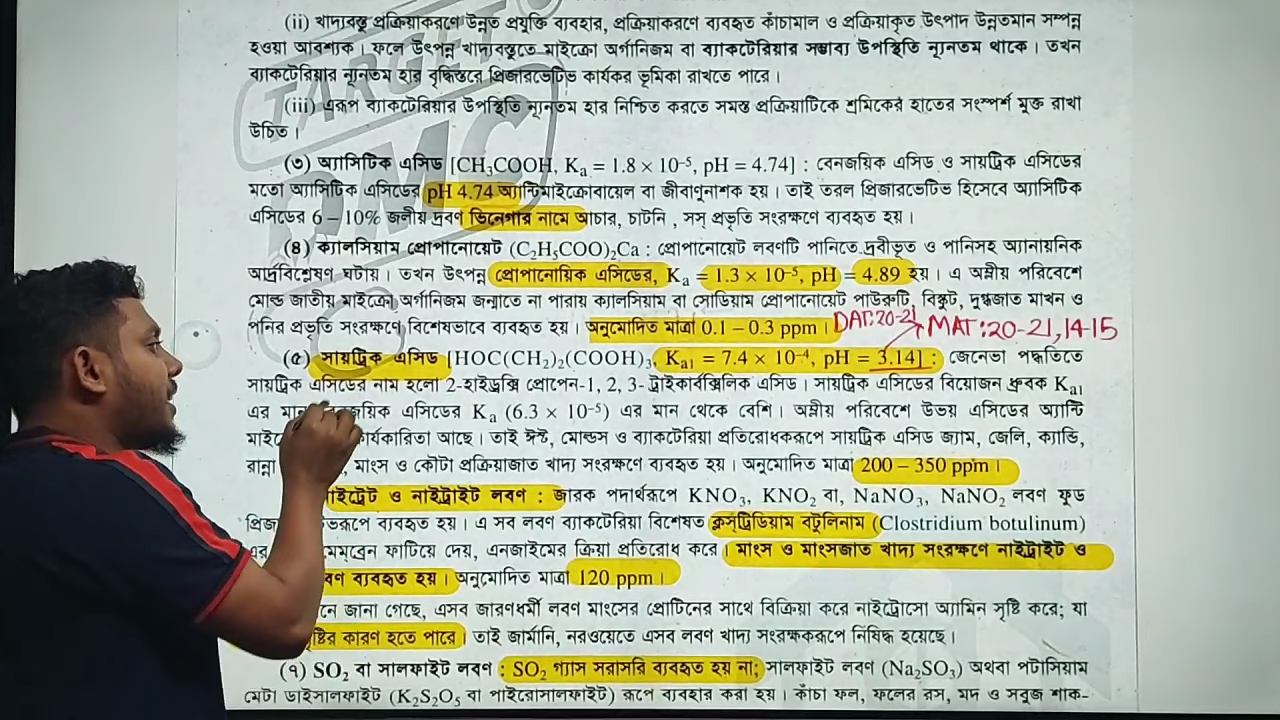 (ii) খাদ্যবস্তু প্রক্রিয়াকরণে উন্নত প্রযুক্তি ব্যবহার, প্রক্রিয়াকরণে ব্যবহৃত কাঁচামাল ও প্রক্রিয়াকৃত উৎপাদ উন্নতমান সম্পন্ন
হওয়া আবশ্যক। ফলে উৎপন্ন খাদ্যবস্তুতে মাইক্রো অর্গানিজম বা ব্যাকটেরিয়ার সম্ভাব্য উপস্থিতি ন্যূনতম থাকে। তখন
ব্যাকটেরিয়ার ন্যূনতম হার বৃদ্ধিস্তরে প্রিজারভেটিভ কার্যকর ভূমিকা রাখতে পারে।
(iii) এরূপ ব্যাকটেরিয়ার উপস্থিতি ন্যূনতম হার নিশ্চিত করতে সমস্ত প্রক্রিয়াটিকে শ্রমিকের হাতের সংস্পর্শ মুক্ত রাখা
উচিত।
TARGET
DMC
(৩) অ্যাসিটিক এসিড [CH₃COOH, Kₐ = 1.8 × 10⁻⁵, pH = 4.74] : বেনজয়িক এসিড ও সায়ট্রিক এসিডের
মতো অ্যাসিটিক এসিডের pH 4.74 অ্যান্টিমাইক্রোবায়েল বা জীবাণুনাশক হয়। তাই তরল প্রিজারভেটিভ হিসেবে অ্যাসিটিক
এসিডের 6 – 10% জলীয় দ্রবণ ভিনেগার নামে আচার, চাটনি , সস্ প্রভৃতি সংরক্ষণে ব্যবহৃত হয়।
(৪) ক্যালসিয়াম প্রোপানোয়েট (C₂H₅COO)₂Ca : প্রোপানোয়েট লবণটি পানিতে দ্রবীভূত ও পানিসহ অ্যানায়নিক
আর্দ্রবিশ্লেষণ ঘটায়। তখন উৎপন্ন প্রোপানোয়িক এসিডের, Kₐ = 1.3 × 10⁻⁵, pH = 4.89 হয়। এ অম্লীয় পরিবেশে
মোল্ড জাতীয় মাইক্রো অর্গানিজম জন্মাতে না পারায় ক্যালসিয়াম বা সোডিয়াম প্রোপানোয়েট পাউরুটি, বিস্কুট, দুগ্ধজাত মাখন ও
পনির প্রভৃতি সংরক্ষণে বিশেষভাবে ব্যবহৃত হয়। অনুমোদিত মাত্রা 0.1 – 0.3 ppm। DAT:20-21 MAT:20-21,14-15
(৫) সায়ট্রিক এসিড [HOC(CH₂)₂(COOH)₃, Kₐ₁ = 7.4 × 10⁻⁴, pH = 3.14] : জেনেভা পদ্ধতিতে
সায়ট্রিক এসিডের নাম হলো 2-হাইড্রক্সি প্রোপেন-1, 2, 3- ট্রাইকার্বক্সিলিক এসিড। সায়ট্রিক এসিডের বিয়োজন ধ্রুবক Kₐ₁
এর মান এসিডের Kₐ (6.3 × 10⁻⁵) এর মান থেকে বেশি। অম্লীয় পরিবেশে উভয় এসিডের অ্যান্টি
কার্যকারিতা আছে। তাই ঈস্ট, মোল্ডস ও ব্যাকটেরিয়া প্রতিরোধকরূপে সায়ট্রিক এসিড জ্যাম, জেলি, ক্যান্ডি,
রান্না মাংস ও কৌটা প্রক্রিয়াজাত খাদ্য সংরক্ষণে ব্যবহৃত হয়। অনুমোদিত মাত্রা 200 – 350 ppm।
ইট্রেট ও নাইট্রাইট লবণ : জারক পদার্থরূপে KNO₃, KNO₂ বা, NaNO₃, NaNO₂ লবণ ফুড
রূপে ব্যবহৃত হয়। এ সব লবণ ব্যাকটেরিয়া বিশেষত ক্লস্ট্রিডিয়াম বটুলিনাম (Clostridium botulinum)
এর ফাটিয়ে দেয়, এনজাইমের ক্রিয়া প্রতিরোধ করে। মাংস ও মাংসজাত খাদ্য সংরক্ষণে নাইট্রাইট ও
বণ ব্যবহৃত হয়। অনুমোদিত মাত্রা 120 ppm।
জানা গেছে, এসব জারণধর্মী লবণ মাংসের প্রোটিনের সাথে বিক্রিয়া করে নাইট্রোসো অ্যামিন সৃষ্টি করে; যা
ষ্টির কারণ হতে পারে। তাই জার্মানি, নরওয়েতে এসব লবণ খাদ্য সংরক্ষকরূপে নিষিদ্ধ হয়েছে।
(৭) SO₂ বা সালফাইট লবণ : SO₂ গ্যাস সরাসরি ব্যবহৃত হয় না; সালফাইট লবণ (Na₂SO₃) অথবা পটাসিয়াম
মেটা ডাইসালফাইট (K₂S₂O₅ বা পাইরোসালফাইট) রূপে ব্যবহার করা হয়। কাঁচা ফল, ফলের রস, মদ ও সবুজ শাক-